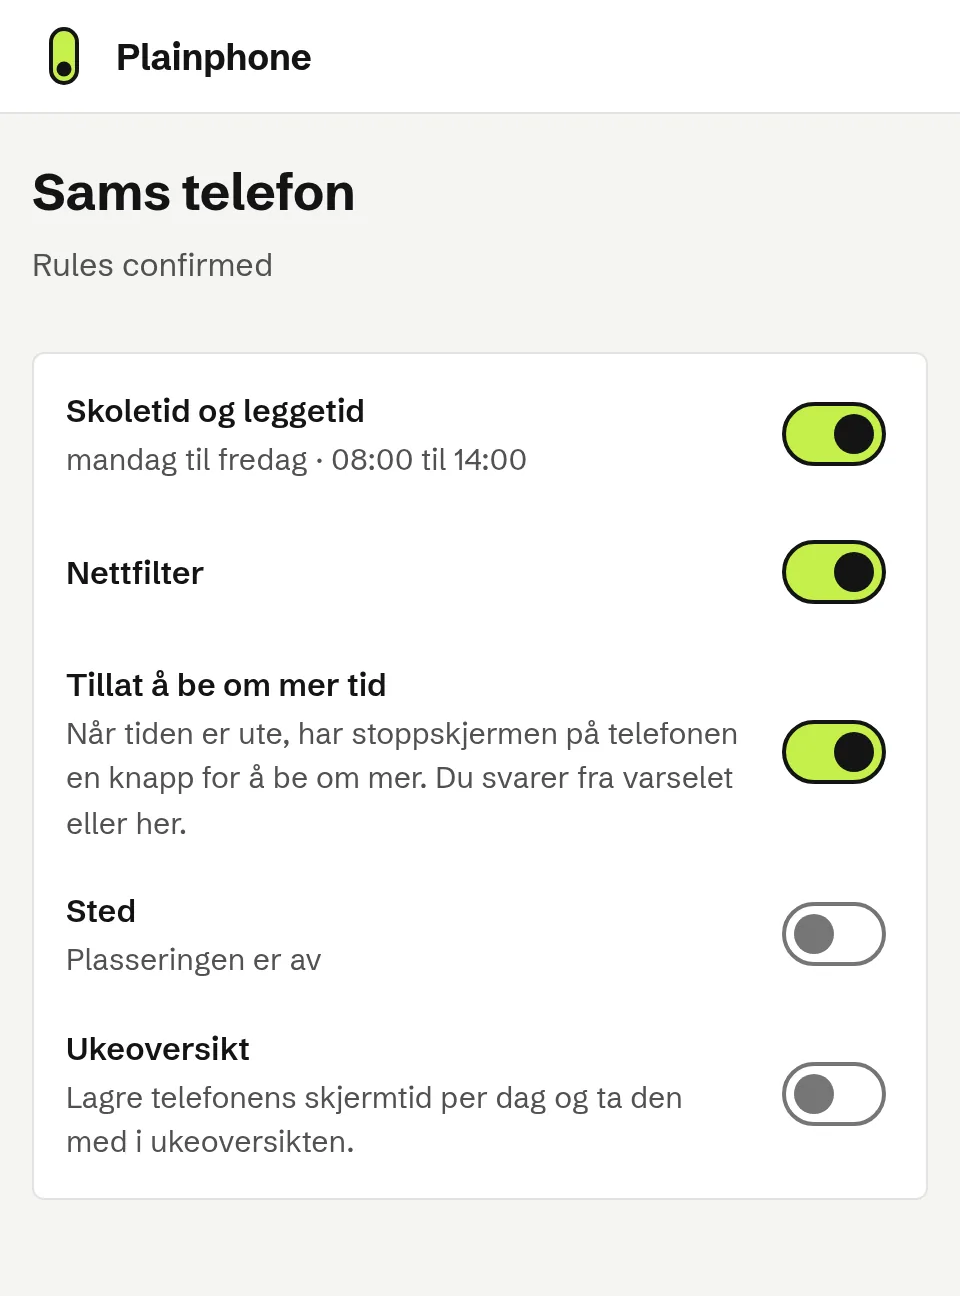 Plainphone
Sams telefon
Rules confirmed
Skoletid og leggetid
mandag til fredag · 08:00 til 14:00
Nettfilter
Tillat å be om mer tid
Når tiden er ute, har stoppskjermen på telefonen
en knapp for å be om mer. Du svarer fra varselet
eller her.
Sted
Plasseringen er av
Ukeoversikt
Lagre telefonens skjermtid per dag og ta den
med i ukeoversikten.